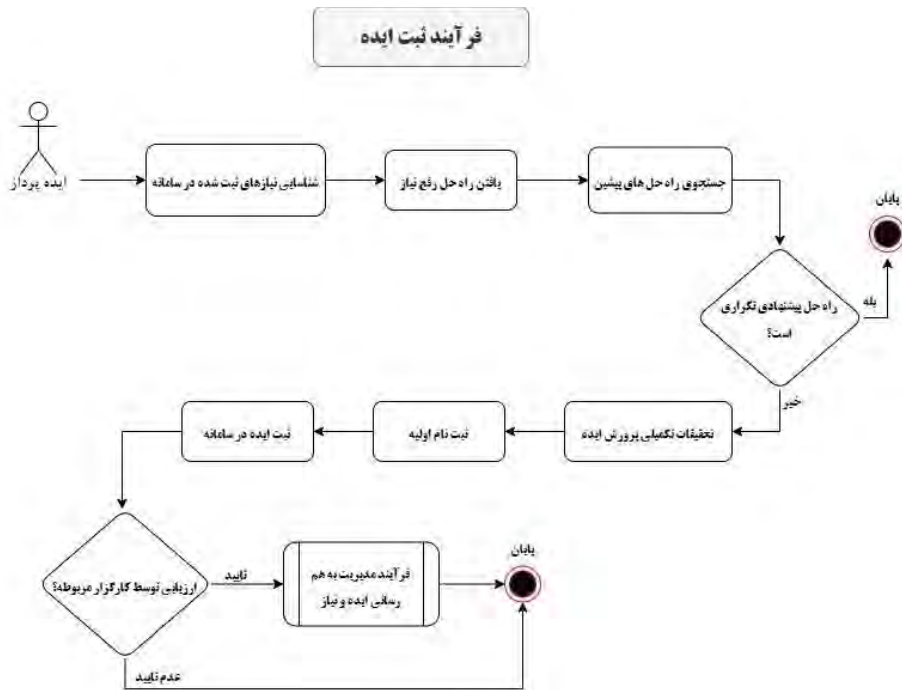 فرآیند ثبت ایده
ایده پرداز
شناسایی نیازهای ثبت شده در سامانه
یافتن راه حل رفع نیاز
جستجوی راه حل های پیشین
پایان
راه حل پیشنهادی تکراری
است؟
بله
خیر
تحقیقات تکمیلی پرورش ایده
ثبت نام اولیه
ثبت ایده در سامانه
ارزیابی توسط کارگزار مربوطه؟
تایید
فرآیند مدیریت به هم
رسانی ایده و نیاز
پایان
عدم تایید